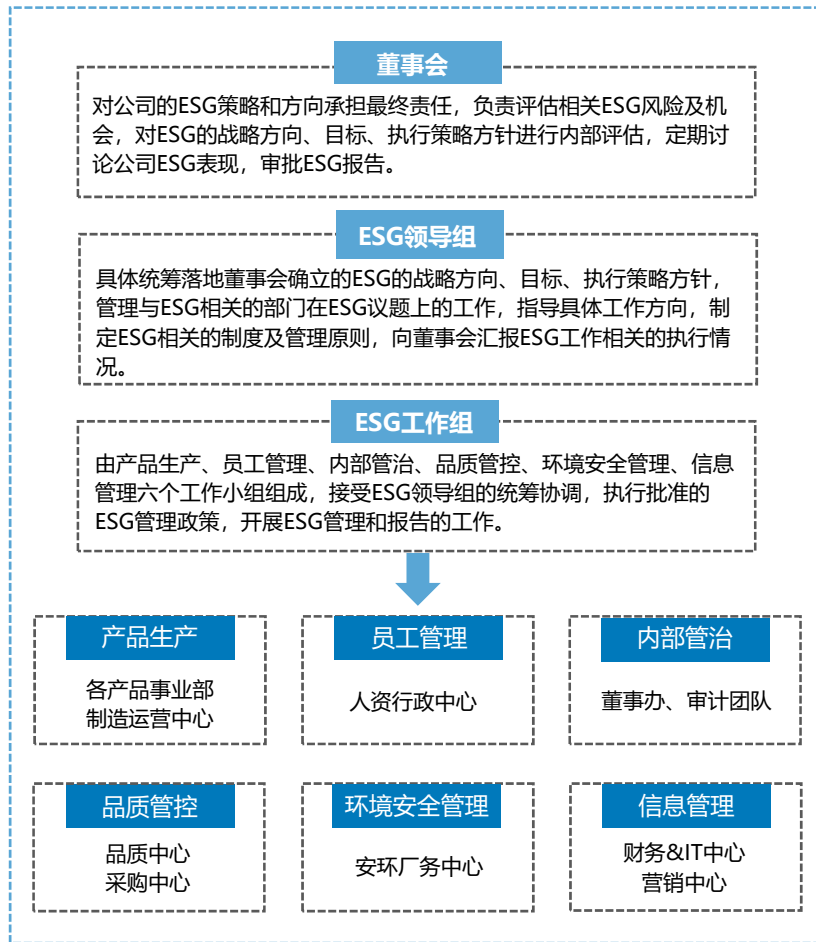 董事会
对公司的ESG策略和方向承担最终责任，负责评估相关ESG风险及机
会，对ESG的战略方向、目标、执行策略方针进行内部评估，定期讨
论公司ESG表现，审批ESG报告。
ESG领导组
具体统筹落地董事会确立的ESG的战略方向、目标、执行策略方针，
管理与ESG相关的部门在ESG议题上的工作，指导具体工作方向，制
定ESG相关的制度及管理原则，向董事会汇报ESG工作相关的执行情
况。
ESG工作组
由产品生产、员工管理、内部管治、品质管控、环境安全管理、信息
管理六个工作小组组成，接受ESG领导组的统筹协调，执行批准的
ESG管理政策，开展ESG管理和报告的工作。
产品生产
各产品事业部
制造运营中心
员工管理
人资行政中心
内部管治
董事办、审计团队
品质管控
品质中心
采购中心
环境安全管理
安环厂务中心
信息管理
财务&IT中心
营销中心